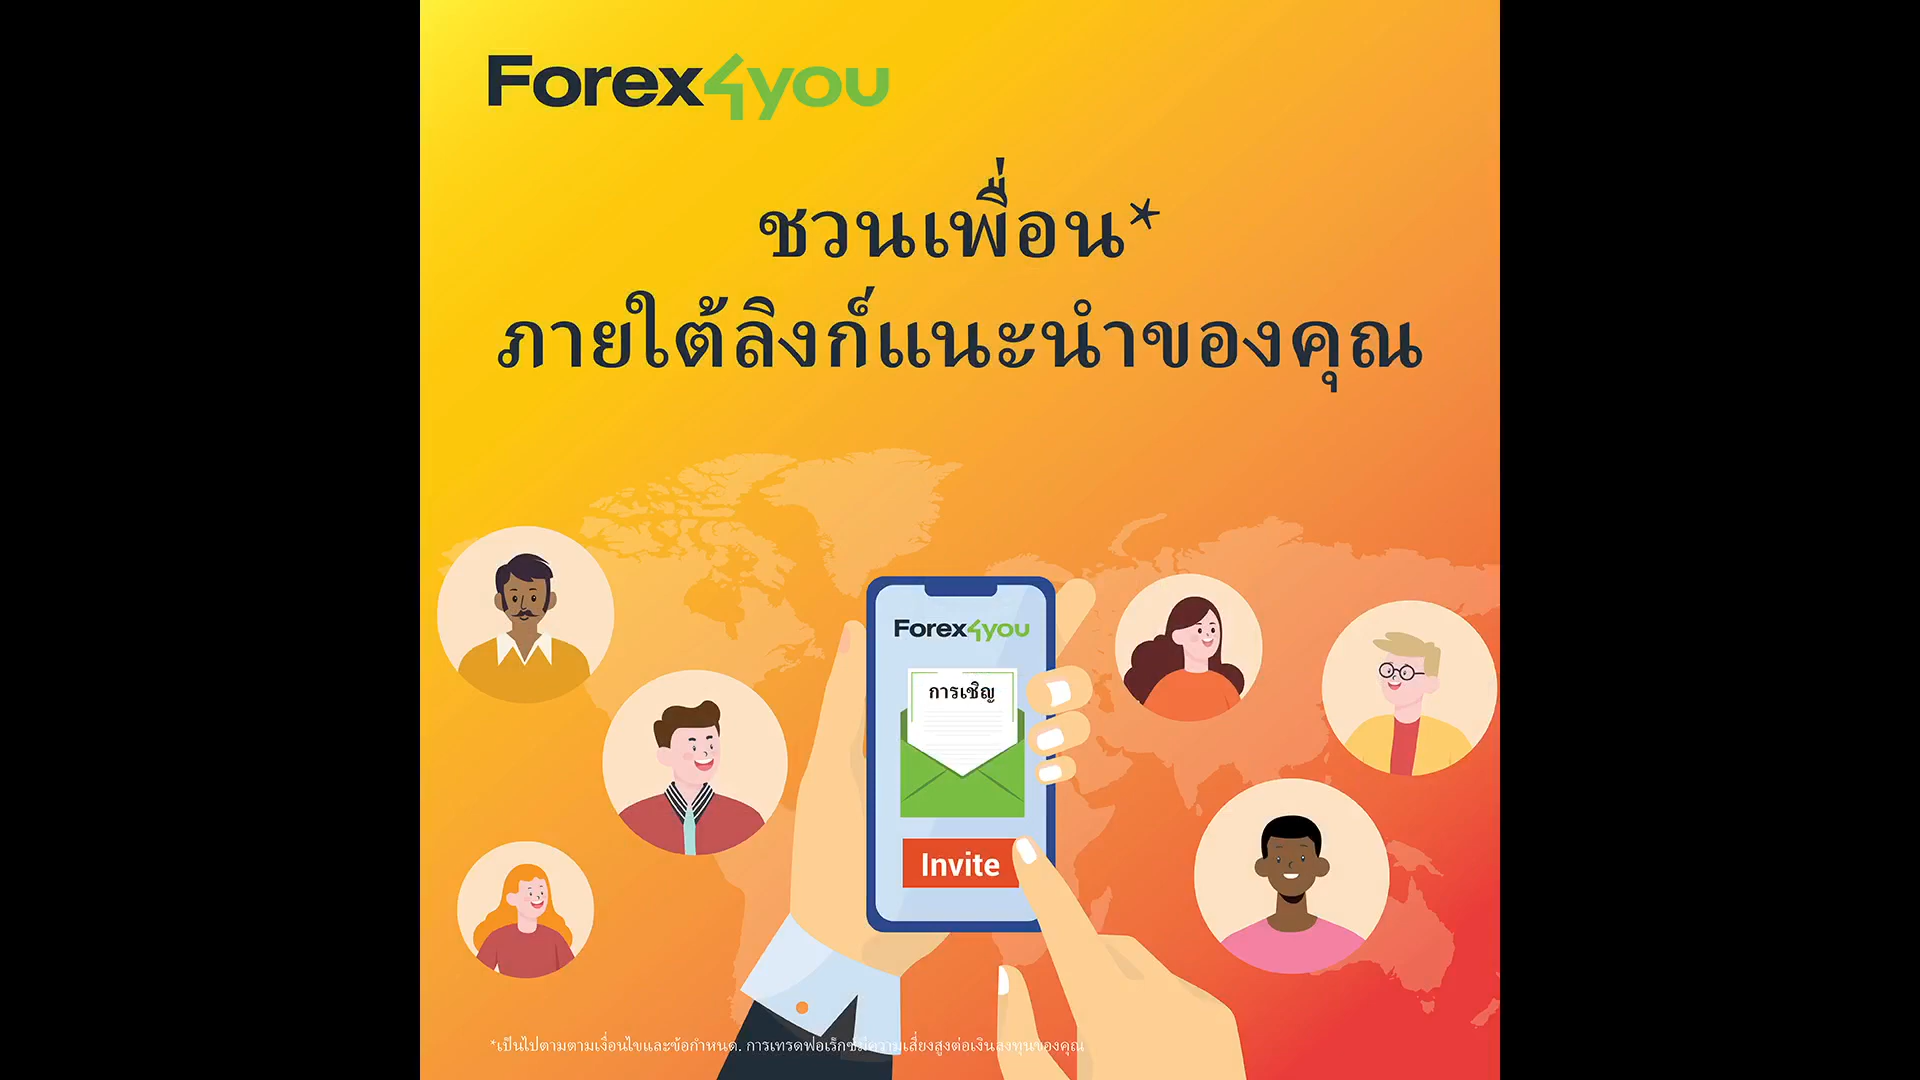 Forex4you
ชวนเพื่อน*
ภายใต้ลิงก์แนะนำของคุณ
Forex4you
การเชิญ
Invite
*เป็นไปตามตามเงื่อนไขและข้อกำหนด. การเทรดฟอเร็กซ์มีความเสี่ยงสูงต่อเงินลงทุนของคุณ